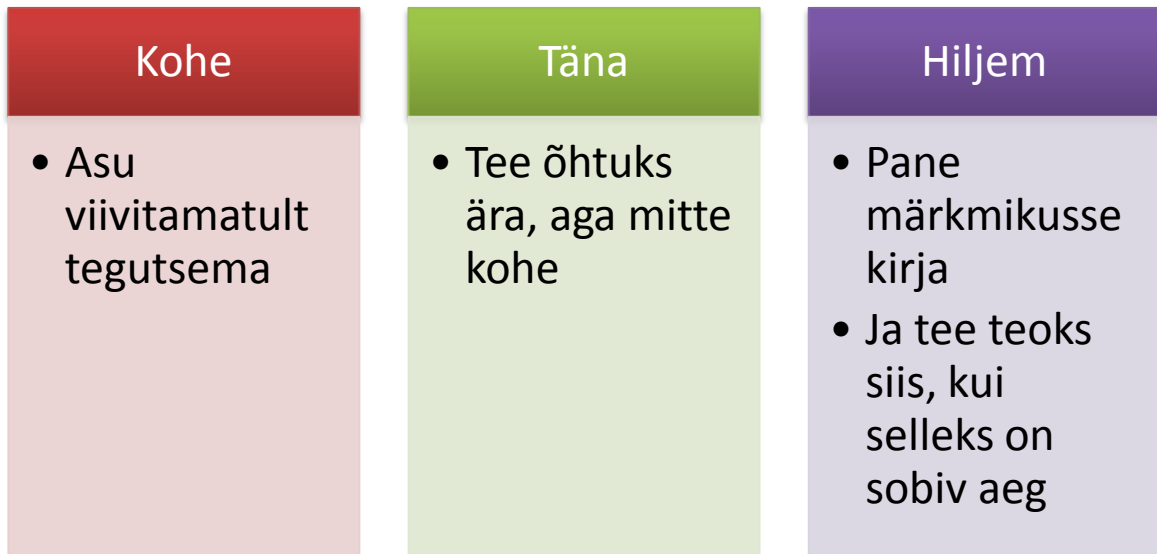 Kohe
• Asu
viivitamatult
tegutsema
Täna
• Tee õhtuks
ära, aga mitte
kohe
Hiljem
• Pane
märkmikusse
kirja
• Ja tee teoks
siis, kui
selleks on
sobiv aeg